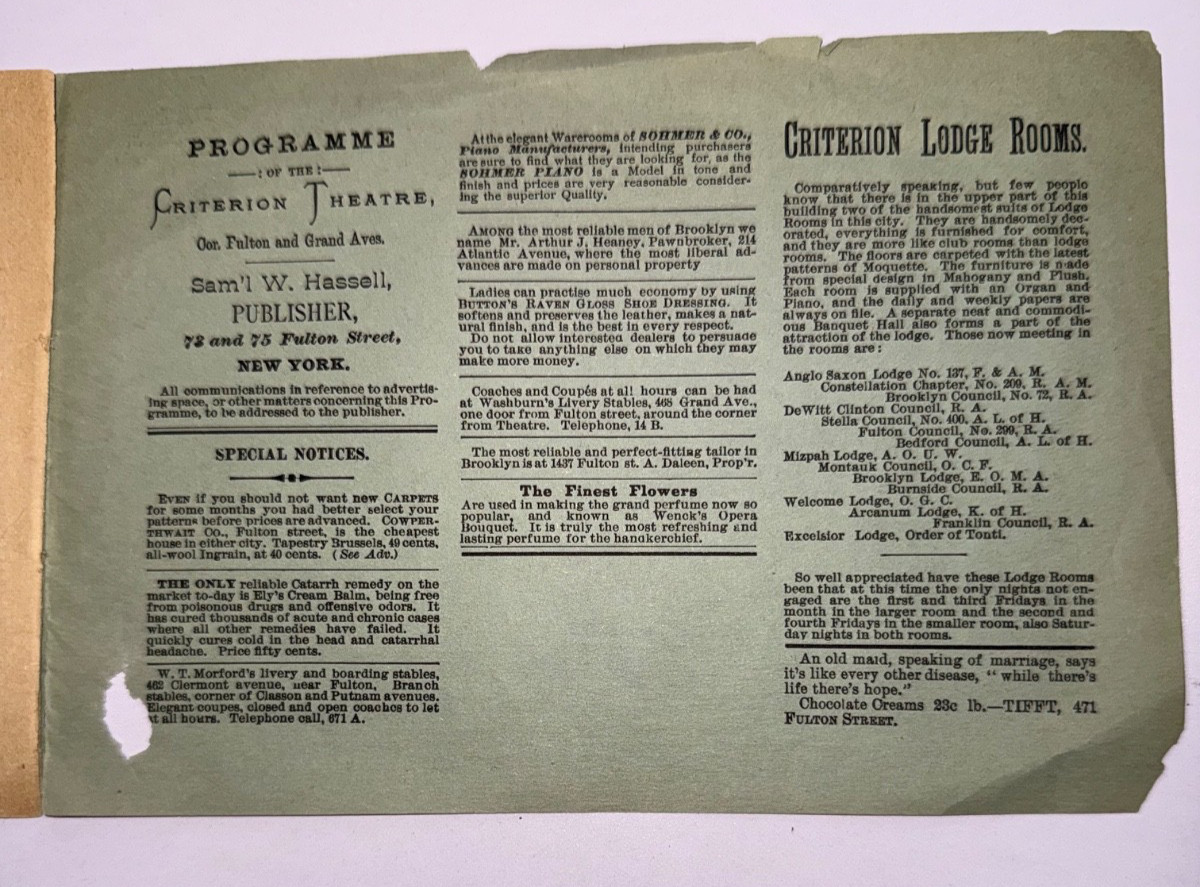 PROGRAMME
: OF THE :
CRITERION THEATRE,
Cor. Fulton and Grand Aves.
Sam'l W. Hassell,
PUBLISHER,
73 and 75 Fulton Street,
NEW YORK.
All communications in reference to advertis-
ing space, or other matters concerning this Pro-
gramme, to be addressed to the publisher.
SPECIAL NOTICES.
EVEN if you should not want new CARPETS
for some months you had better select your
patterns before prices are advanced. COWPER-
THWAIT CO., Fulton street, is the cheapest
house in either city. Tapestry Brussels, 49 cents,
all-wool Ingrain, at 40 cents. (See Adv.)
THE ONLY reliable Catarrh remedy on the
market to-day is Ely's Cream Balm, being free
from poisonous drugs and offensive odors. It
has cured thousands of acute and chronic cases
where all other remedies have failed. It
quickly cures cold in the head and catarrhal
headache. Price fifty cents.
W. T. Morford's livery and boarding stables,
462 Clermont avenue, near Fulton, Branch
stables, corner of Classon and Putnam avenues.
Elegant coupes, closed and open coaches to let
at all hours. Telephone call, 671 A.
At the elegant Warerooms of SOHMER & CO.,
Piano Manufacturers, intending purchasers
are sure to find what they are looking for, as the
SOHMER PIANO is a Model in tone and
finish and prices are very reasonable consider-
ing the superior Quality.
AMONG the most reliable men of Brooklyn we
name Mr. Arthur J. Heaney, Pawnbroker, 214
Atlantic Avenue, where the most liberal ad-
vances are made on personal property
Ladies can practise much economy by using
BUTTON'S RAVEN GLOSS SHOE DRESSING. It
softens and preserves the leather, makes a nat-
ural finish, and is the best in every respect.
Do not allow interested dealers to persuade
you to take anything else on which they may
make more money.
Coaches and Coupés at all hours can be had
at Washburn's Livery Stables, 468 Grand Ave.,
one door from Fulton street, around the corner
from Theatre. Telephone, 14 B.
The most reliable and perfect-fitting tailor in
Brooklyn is at 1437 Fulton st. A. Daleen, Prop'r.
The Finest Flowers
Are used in making the grand perfume now so
popular, and known as Wenck's Opera
Bouquet. It is truly the most refreshing and
lasting perfume for the handkerchief.
CRITERION LODGE ROOMS.
Comparatively speaking, but few people
know that there is in the upper part of this
building two of the handsomest suits of Lodge
Rooms in this city. They are handsomely dec-
orated, everything is furnished for comfort,
and they are more like club rooms than lodge
rooms. The floors are carpeted with the latest
patterns of Moquette. The furniture is made
from special design in Mahogany and Plush.
Each room is supplied with an Organ and
Piano, and the daily and weekly papers are
always on file. A separate neat and commodi-
ous Banquet Hall also forms a part of the
attraction of the lodge. Those now meeting in
the rooms are:
Anglo Saxon Lodge No. 137, F. & A. M.
Constellation Chapter, No. 209, R. A. M.
Brooklyn Council, No. 72, R. A.
DeWitt Clinton Council, R. A.
Stella Council, No. 400, A. L. of H.
Fulton Council, No. 299, R. A.
Bedford Council, A. L. of H.
Mizpah Lodge, A. O. U. W.
Montauk Council, O. C. F.
Brooklyn Lodge, E. O. M. A.
Burnside Council, R. A.
Welcome Lodge, O. G. C.
Arcanum Lodge, K. of H.
Franklin Council, R. A.
Excelsior Lodge, Order of Tonti.
So well appreciated have these Lodge Rooms
been that at this time the only nights not en-
gaged are the first and third Fridays in the
month in the larger room and the second and
fourth Fridays in the smaller room, also Satur-
day nights in both rooms.
An old maid, speaking of marriage, says
it's like every other disease, "while there's
life there's hope."
Chocolate Creams 23c lb.—TIFFT, 471
FULTON STREET.